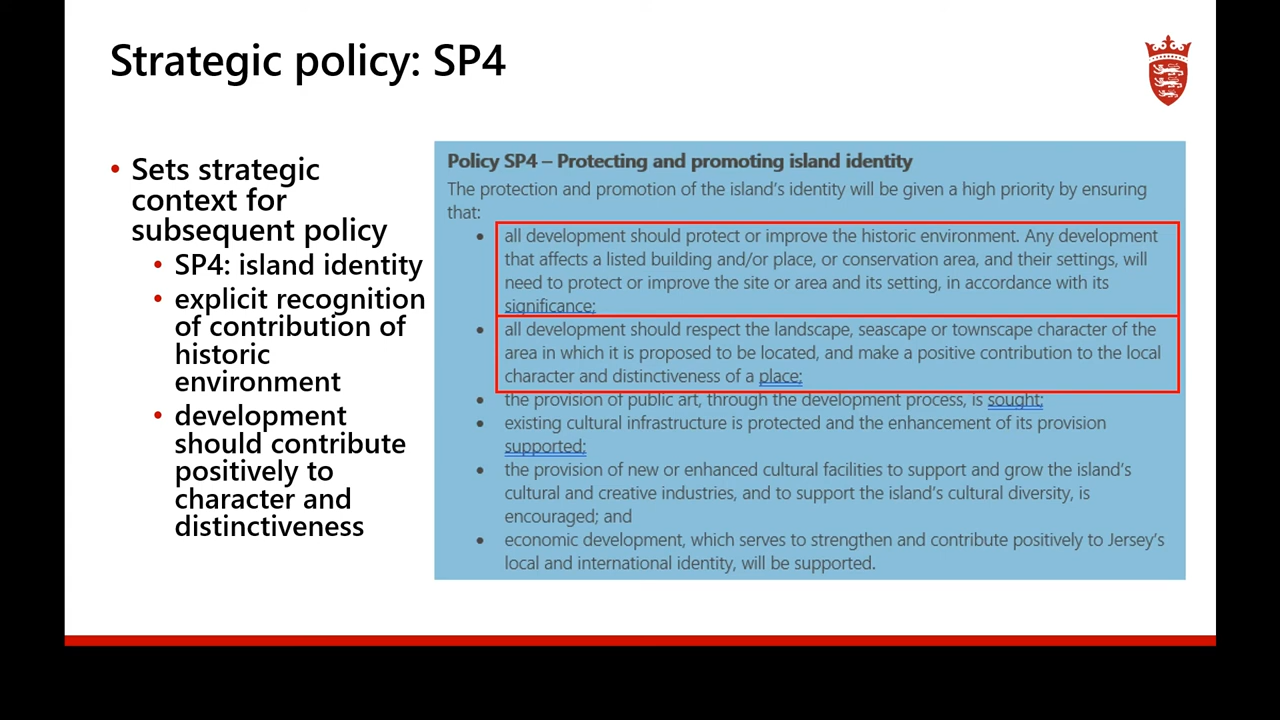 Strategic policy: SP4
• Sets strategic
context for
subsequent policy
• SP4: island identity
• explicit recognition
of contribution of
historic
environment
• development
should contribute
positively to
character and
distinctiveness
Policy SP4 – Protecting and promoting island identity
The protection and promotion of the island's identity will be given a high priority by ensuring
that:
• all development should protect or improve the historic environment. Any development
that affects a listed building and/or place, or conservation area, and their settings, will
need to protect or improve the site or area and its setting, in accordance with its
significance;
• all development should respect the landscape, seascape or townscape character of the
area in which it is proposed to be located, and make a positive contribution to the local
character and distinctiveness of a place;
• the provision of public art, through the development process, is sought;
• existing cultural infrastructure is protected and the enhancement of its provision
supported;
• the provision of new or enhanced cultural facilities to support and grow the island's
cultural and creative industries, and to support the island's cultural diversity, is
encouraged; and
• economic development, which serves to strengthen and contribute positively to Jersey's
local and international identity, will be supported.